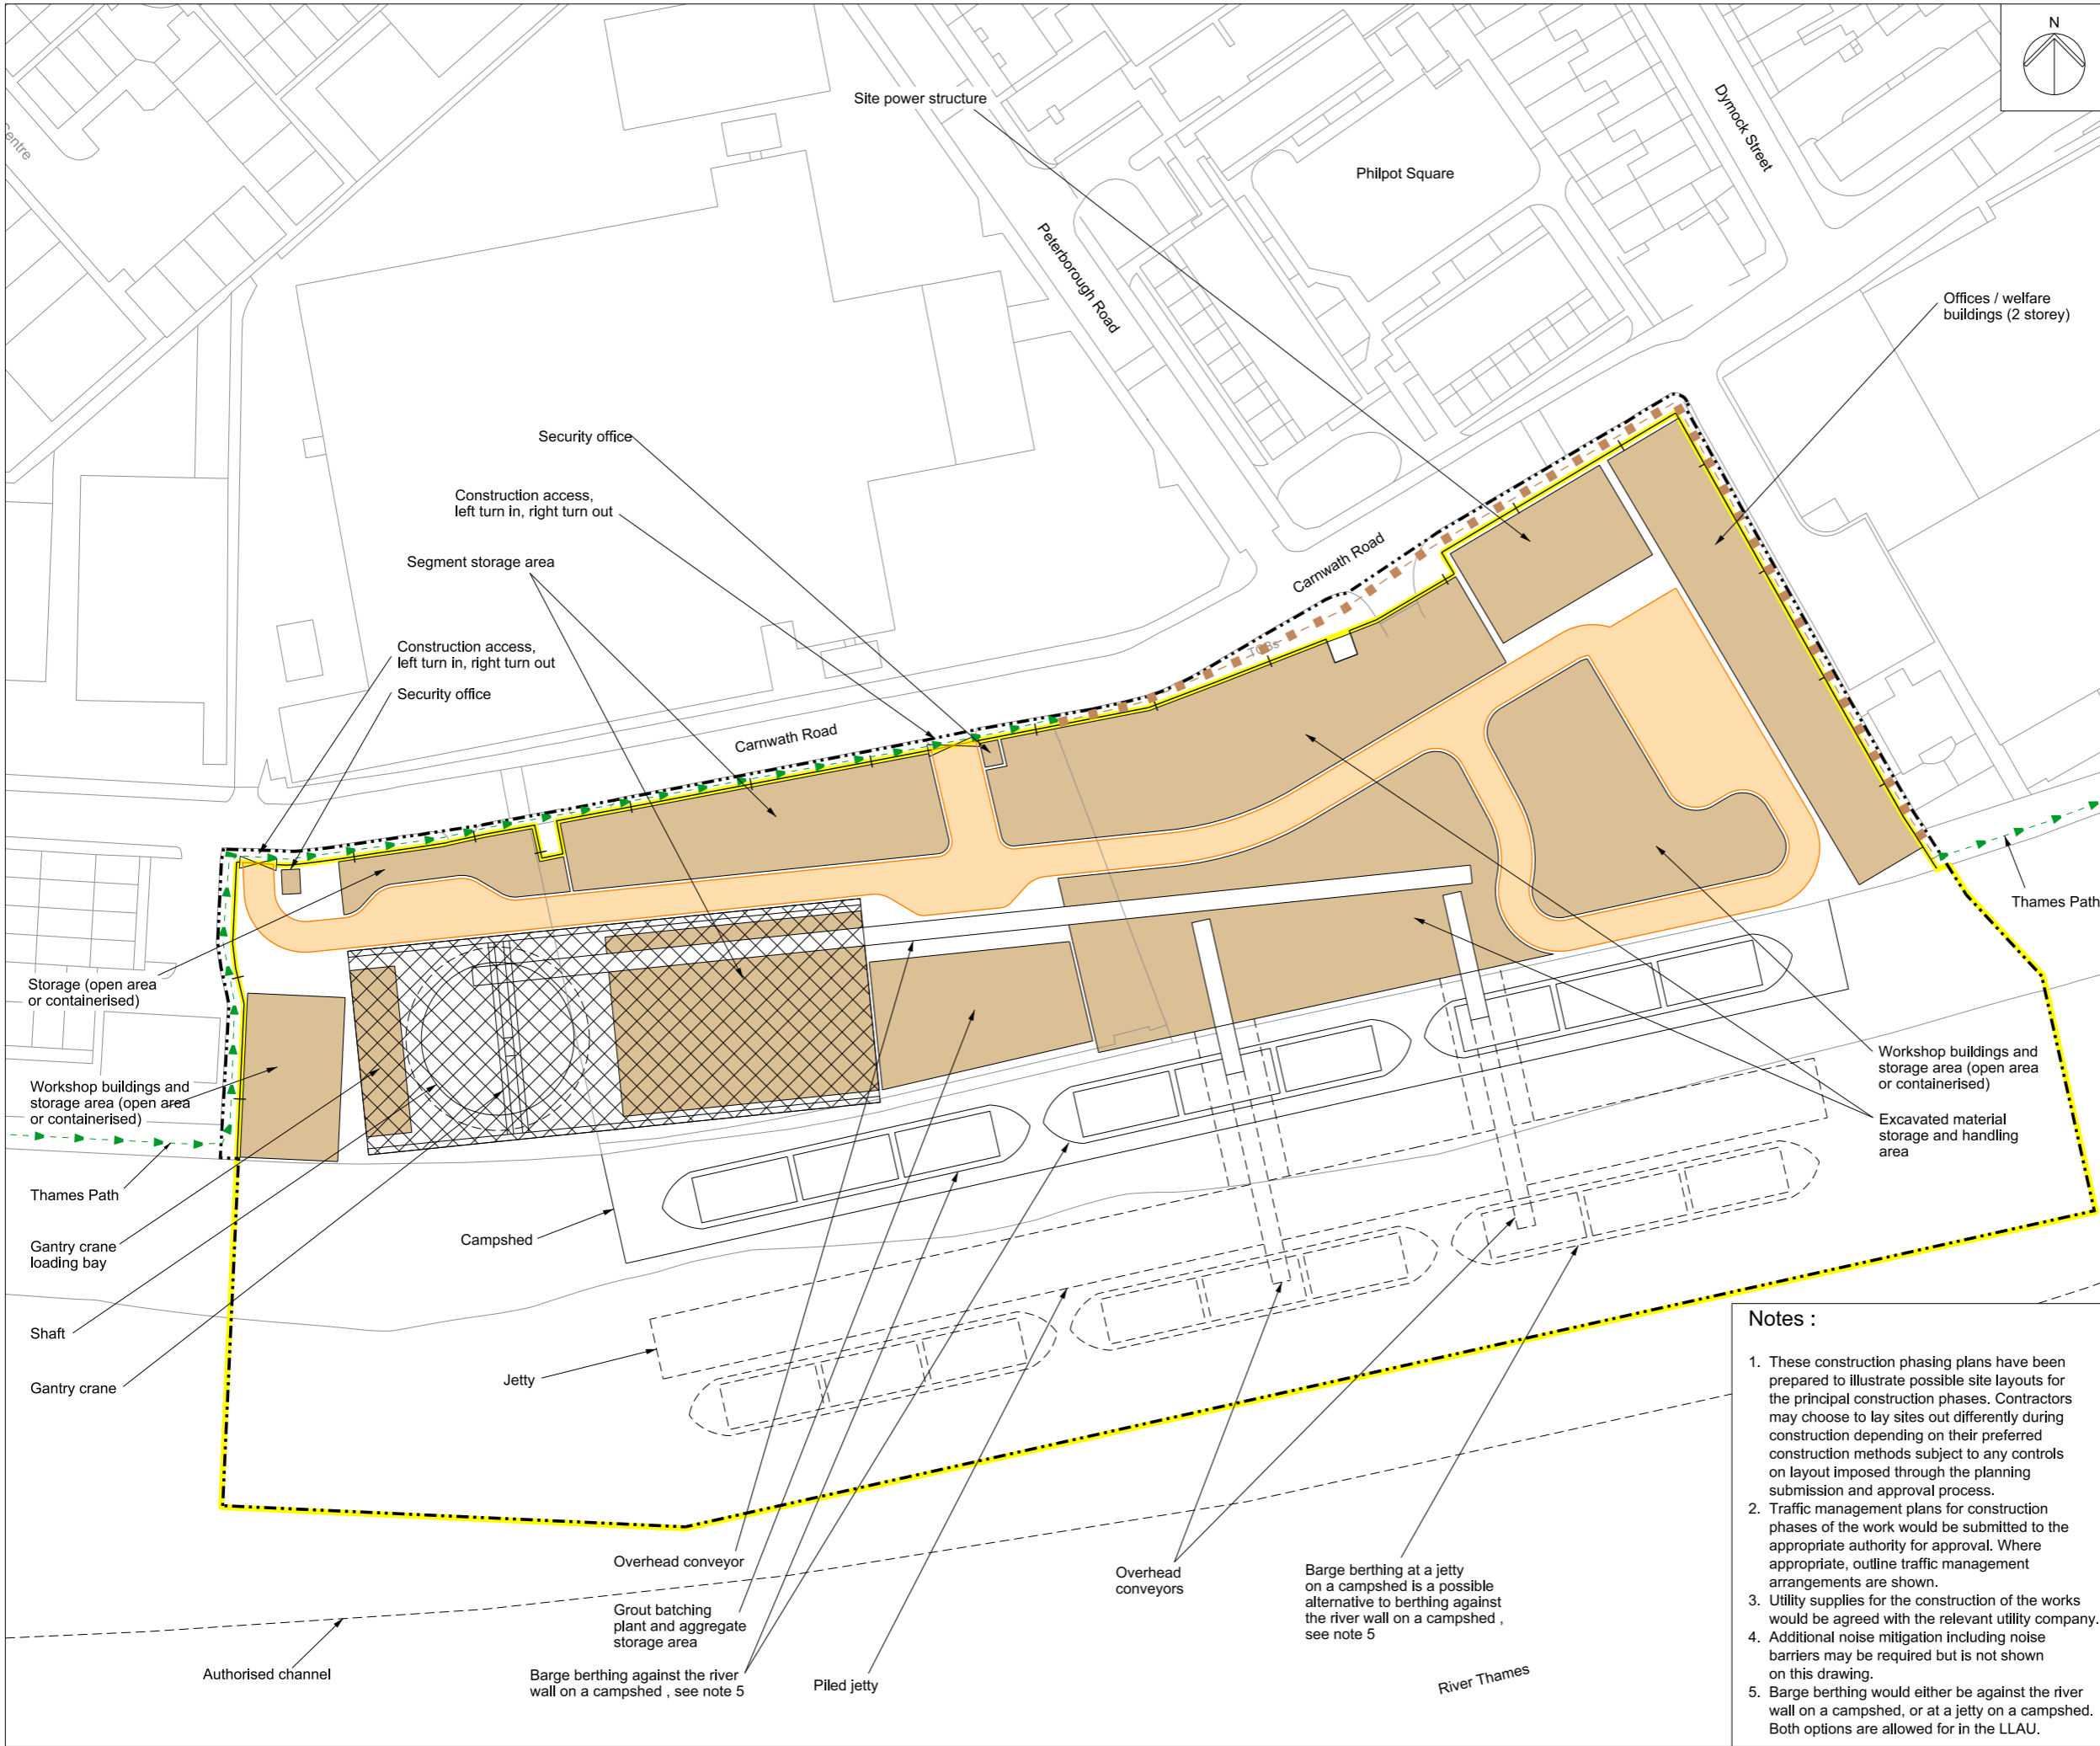 N
Centre
Site power structure
Dymock Street
Philpot Square
Peterborough Road
Offices / welfare
buildings (2 storey)
Security office
Construction access,
left turn in, right turn out
Segment storage area
Carnwath Road
Construction access,
left turn in, right turn out
Security office
TCBs
Carnwath Road
Thames Path
Storage (open area
or containerised)
Workshop buildings and
storage area (open area
or containerised)
Workshop buildings and
storage area (open area
or containerised)
Excavated material
storage and handling
area
Thames Path
Gantry crane
loading bay
Campshed
Shaft
Jetty
Gantry crane
Overhead conveyor
Grout batching
plant and aggregate
storage area
Barge berthing against the river
wall on a campshed , see note 5
Piled jetty
Overhead
conveyors
Barge berthing at a jetty
on a campshed is a possible
alternative to berthing against
the river wall on a campshed ,
see note 5
Authorised channel
River Thames
Notes :
1. These construction phasing plans have been
prepared to illustrate possible site layouts for
the principal construction phases. Contractors
may choose to lay sites out differently during
construction depending on their preferred
construction methods subject to any controls
on layout imposed through the planning
submission and approval process.
2. Traffic management plans for construction
phases of the work would be submitted to the
appropriate authority for approval. Where
appropriate, outline traffic management
arrangements are shown.
3. Utility supplies for the construction of the works
would be agreed with the relevant utility company.
4. Additional noise mitigation including noise
barriers may be required but is not shown
on this drawing.
5. Barge berthing would either be against the river
wall on a campshed, or at a jetty on a campshed.
Both options are allowed for in the LLAU.